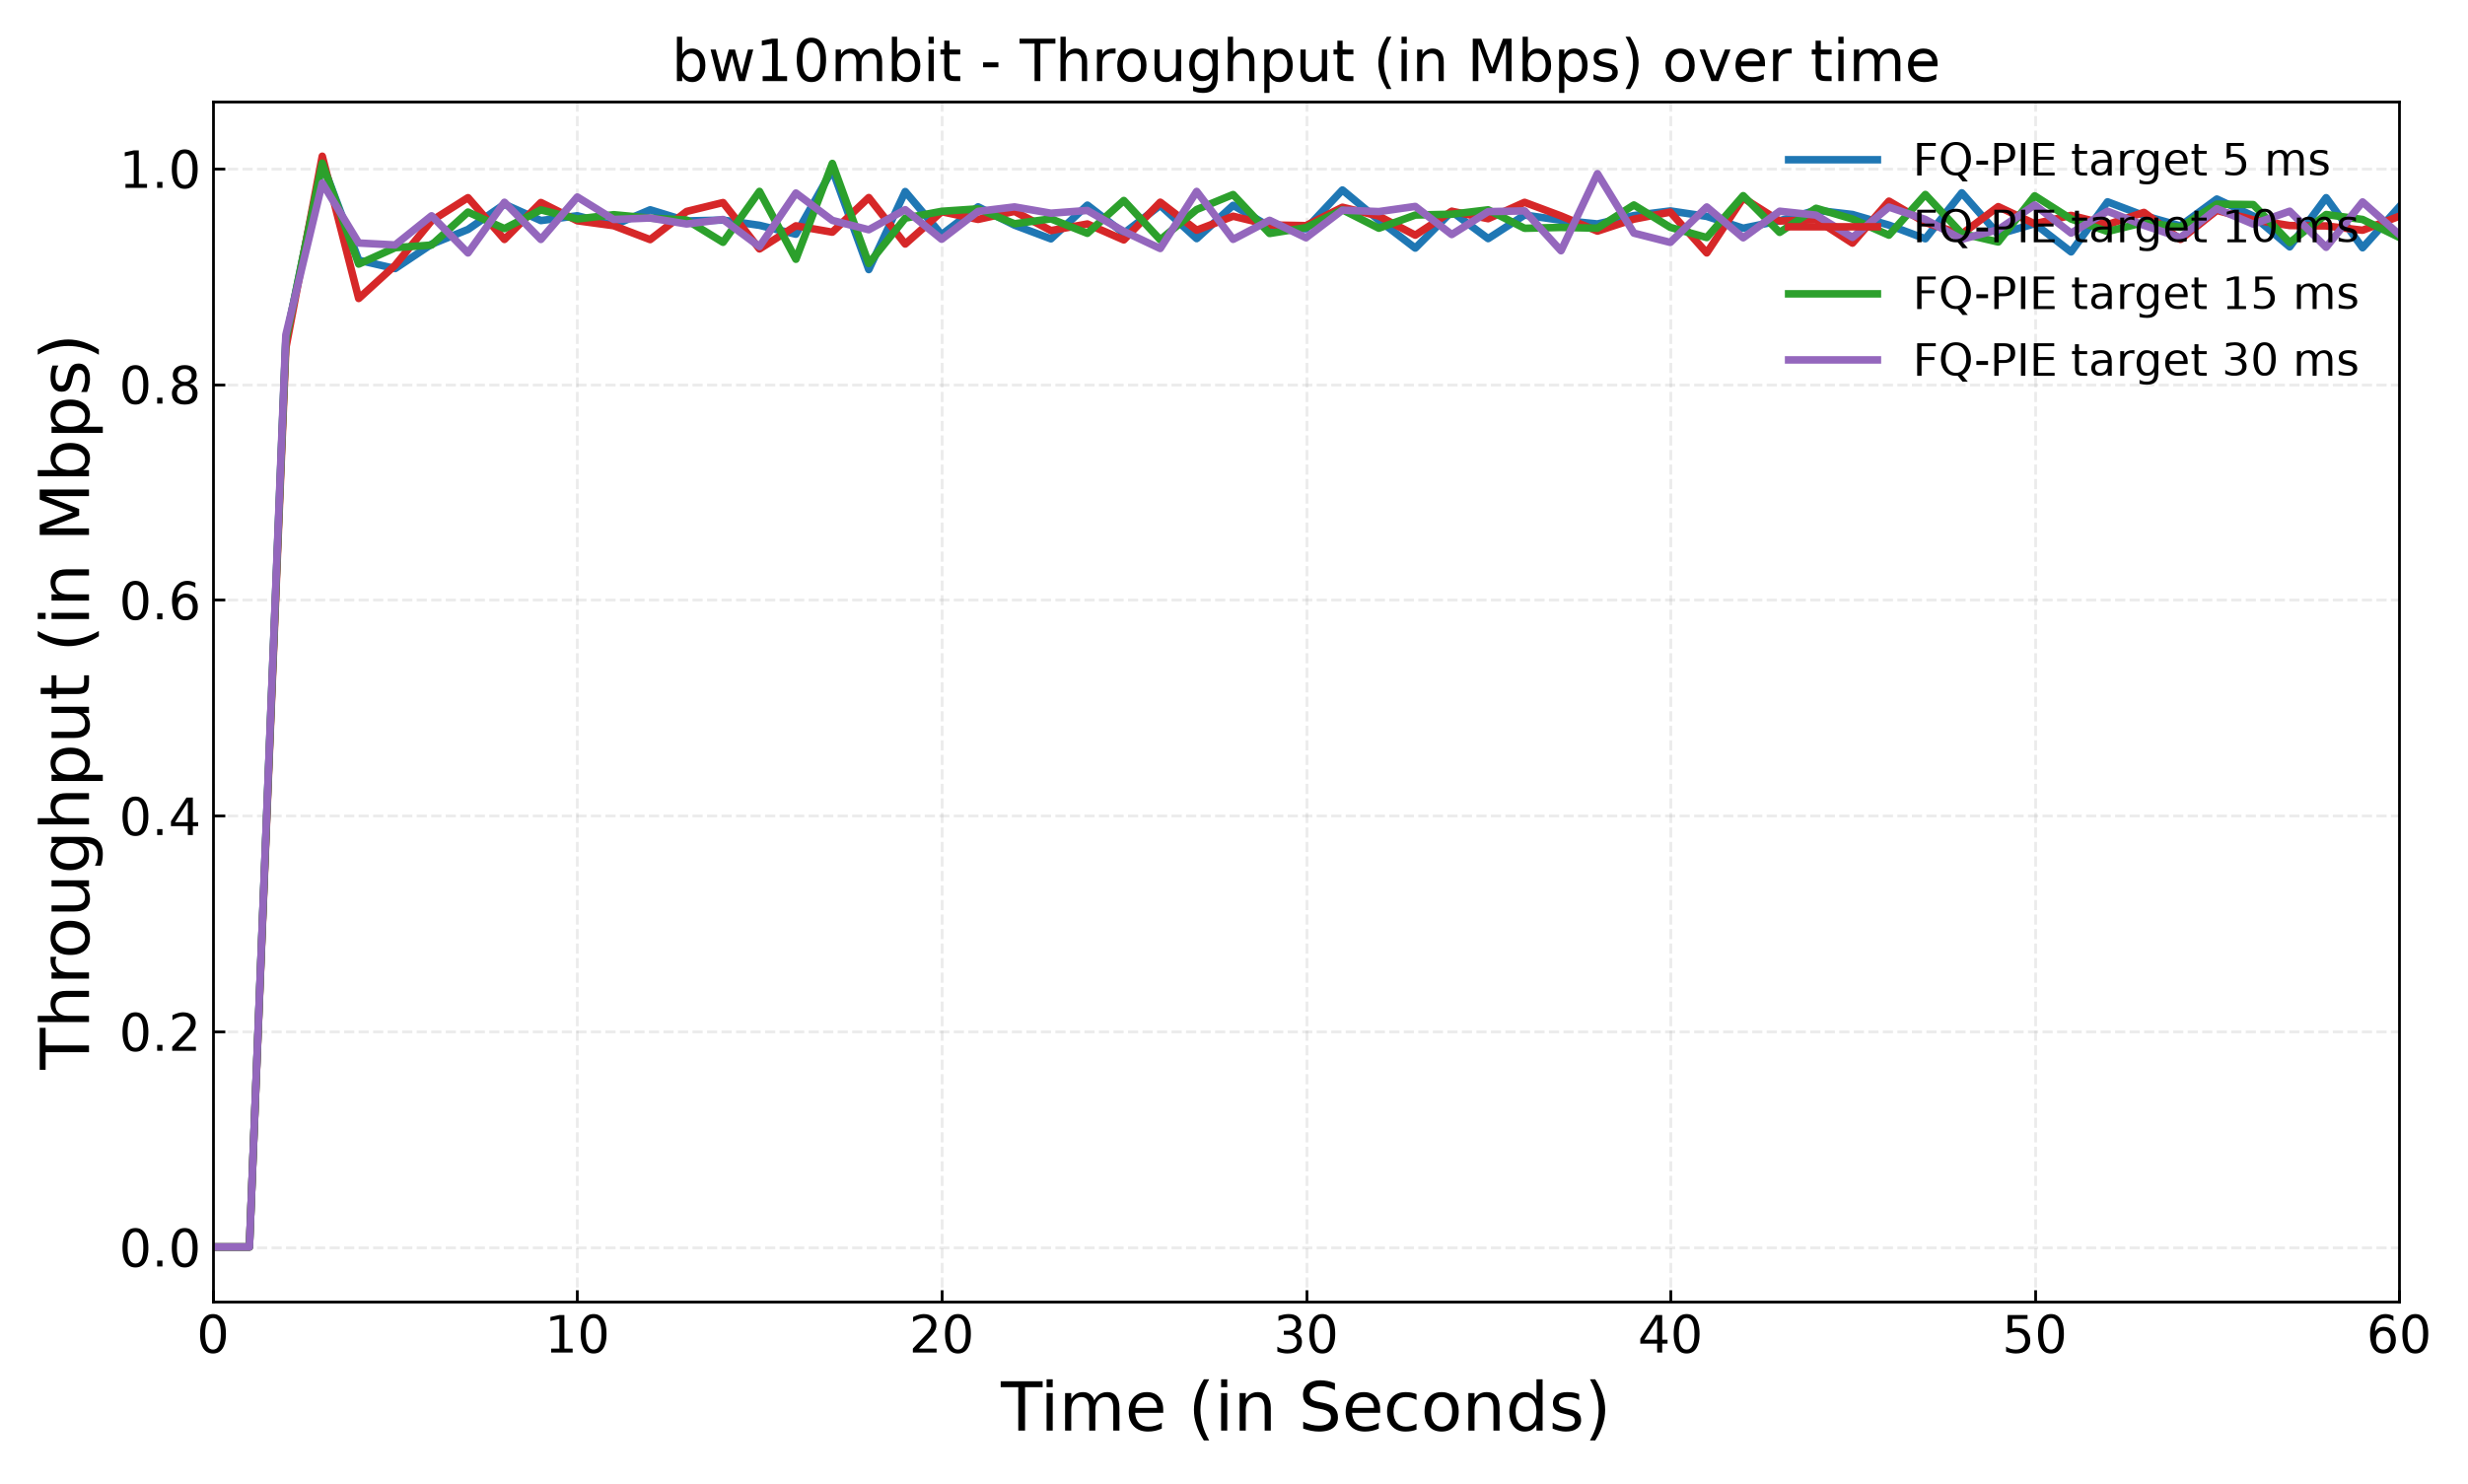 bw10mbit - Throughput (in Mbps) over time
FQ-PIE target 5 ms
FQ-PIE target 10 ms
FQ-PIE target 15 ms
FQ-PIE target 30 ms
Throughput (in Mbps)
1.0
0.8
0.6
0.4
0.2
0.0
0 10 20 30 40 50 60
Time (in Seconds)